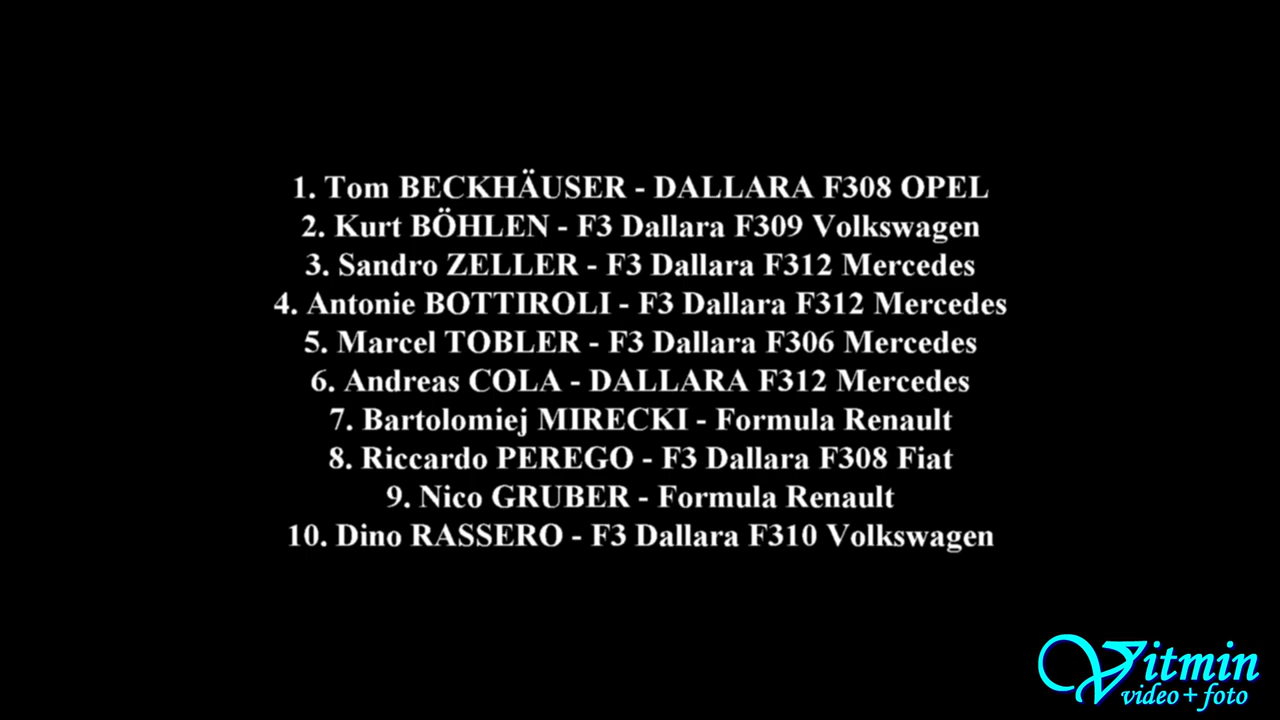 1. Tom BECKHÄUSER - DALLARA F308 OPEL
2. Kurt BÖHLEN - F3 Dallara F309 Volkswagen
3. Sandro ZELLER - F3 Dallara F312 Mercedes
4. Antonie BOTTIROLI - F3 Dallara F312 Mercedes
5. Marcel TOBLER - F3 Dallara F306 Mercedes
6. Andreas COLA - DALLARA F312 Mercedes
7. Bartolomiej MIRECKI - Formula Renault
8. Riccardo PEREGO - F3 Dallara F308 Fiat
9. Nico GRUBER - Formula Renault
10. Dino RASSERO - F3 Dallara F310 Volkswagen
Vitmin
video + foto